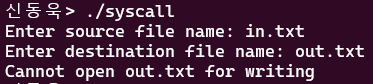 신동욱> ./syscall
Enter source file name: in.txt
Enter destination file name: out.txt
Cannot open out.txt for writing